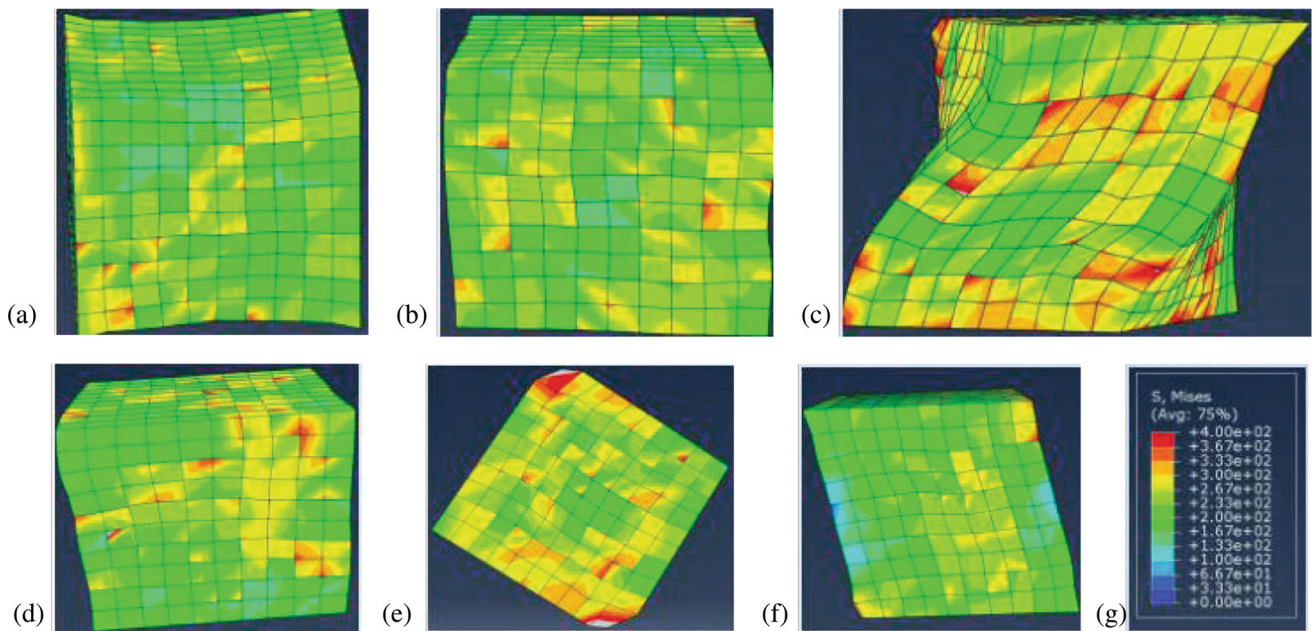 (a)
(b)
(c)
(d)
(e)
(f)
(g)
S, Mises
(Avg: 75%)
+4.00e+02
+3.67e+02
+3.33e+02
+3.00e+02
+2.67e+02
+2.33e+02
+2.00e+02
+1.67e+02
+1.33e+02
+1.00e+02
+6.67e+01
+3.33e+01
+0.00e+00